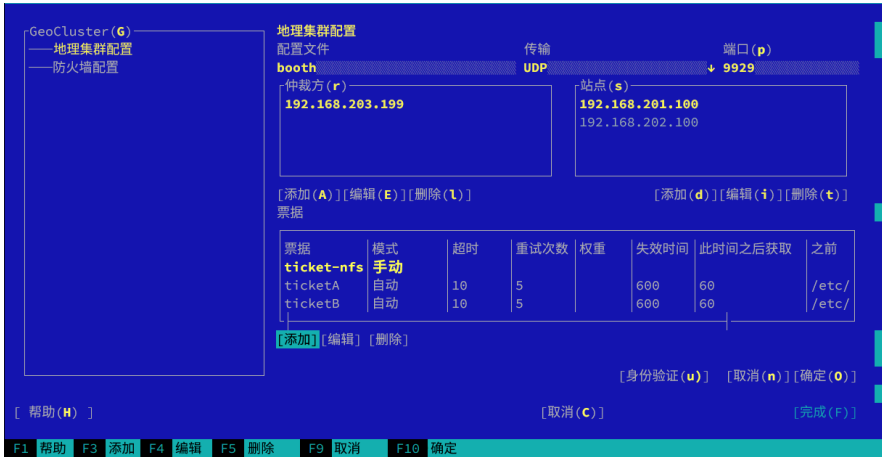 GeoCluster(G)
地理集群配置
防火墙配置
地理集群配置
配置文件 传输 端口(p)
booth UDP ↓ 9929
仲裁方(r) 站点(s)
192.168.203.199 192.168.201.100
192.168.202.100
[添加(A)][编辑(E)][删除(l)] [添加(d)][编辑(i)][删除(t)]
票据
票据 模式 超时 重试次数 权重 失效时间 此时间之后获取 之前
ticket-nfs 手动
ticketA 自动 10 5 600 60 /etc/
ticketB 自动 10 5 600 60 /etc/
[添加][编辑] [删除]
[身份验证(u)] [取消(n)][确定(O)]
[ 帮助(H) ] [取消(C)] [完成(F)]
F1 帮助 F3 添加 F4 编辑 F5 删除 F9 取消 F10 确定